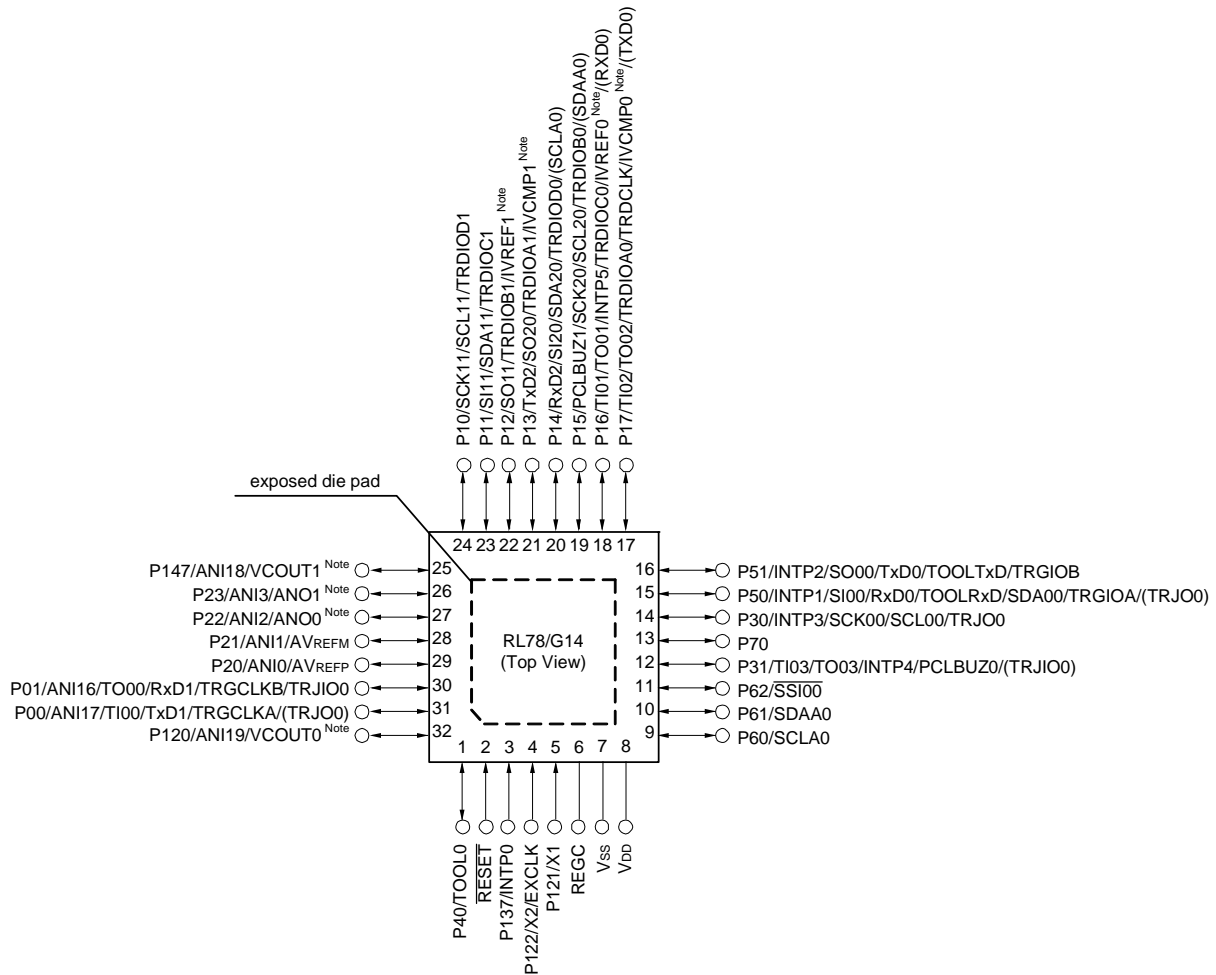 P10/SCK11/SCL11/TRDIOD1
P11/SI11/SDA11/TRDIOC1
P12/SO11/TRDIOB1/IVREF1 Note
P13/TxD2/SO20/TRDIOA1/IVCMP1 Note
P14/RxD2/SI20/SDA20/TRDIOD0/(SCLA0)
P15/PCLBUZ1/SCK20/SCL20/TRDIOB0/(SDAA0)
P16/TI01/TO01/INTP5/TRDIOC0/IVREF0 Note/(RXD0)
P17/TI02/TO02/TRDIOA0/TRDCLK/IVCMP0 Note/(TXD0)
exposed die pad
24 23 22 21 20 19 18 17
P147/ANI18/VCOUT1 Note 25
P23/ANI3/ANO1 Note 26
P22/ANI2/ANO0 Note 27
P21/ANI1/AVREFM 28
P20/ANI0/AVREFP 29
P01/ANI16/TO00/RxD1/TRGCLKB/TRJIO0 30
P00/ANI17/TI00/TxD1/TRGCLKA/(TRJO0) 31
P120/ANI19/VCOUT0 Note 32
RL78/G14
(Top View)
16 P51/INTP2/SO00/TxD0/TOOLTxD/TRGIOB
15 P50/INTP1/SI00/RxD0/TOOLRxD/SDA00/TRGIOA/(TRJO0)
14 P30/INTP3/SCK00/SCL00/TRJO0
13 P70
12 P31/TI03/TO03/INTP4/PCLBUZ0/(TRJIO0)
11 P62/SSI00
10 P61/SDAA0
9 P60/SCLA0
1 2 3 4 5 6 7 8
P40/TOOL0
RESET
P137/INTP0
P122/X2/EXCLK
P121/X1
REGC
VSS
VDD